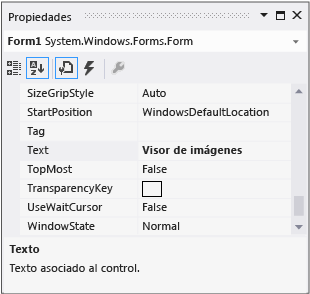 Propiedades
Form1 System.Windows.Forms.Form
SizeGripStyle Auto
StartPosition WindowsDefaultLocation
Tag
Text Visor de imágenes
TopMost False
TransparencyKey
UseWaitCursor False
WindowState Normal
Texto
Texto asociado al control.